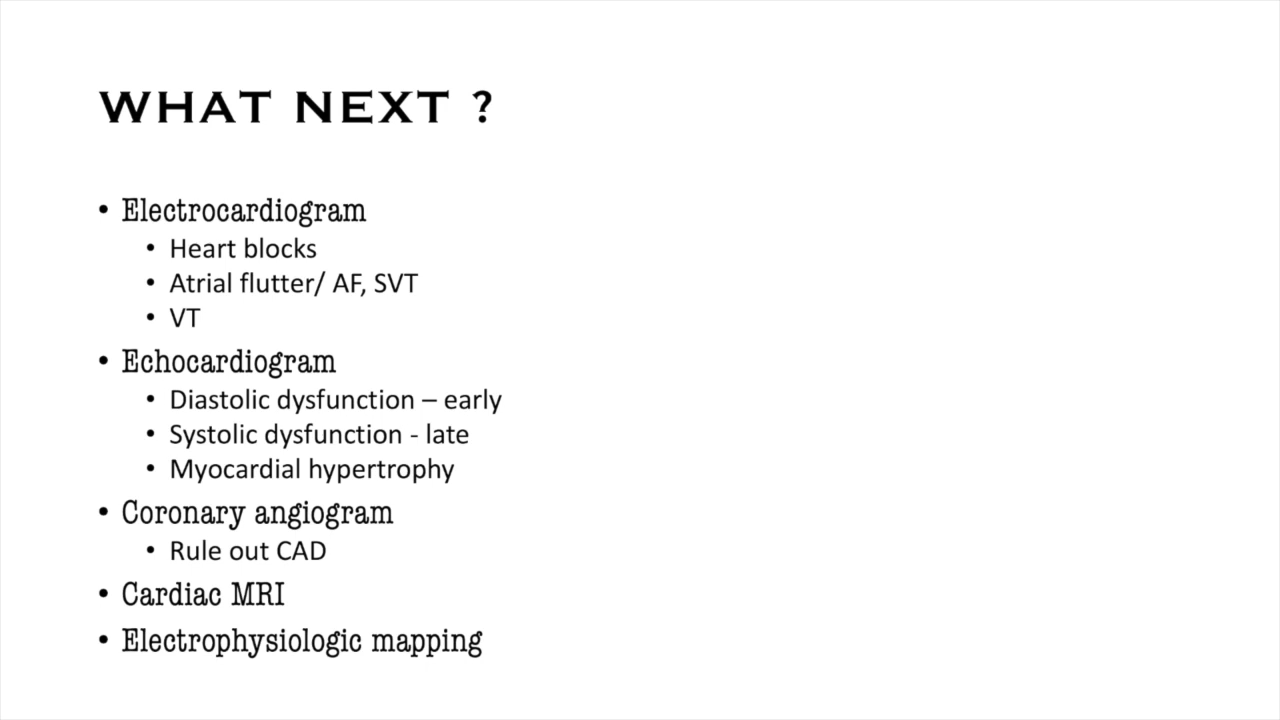 WHAT NEXT ?
• Electrocardiogram
• Heart blocks
• Atrial flutter/ AF, SVT
• VT
• Echocardiogram
• Diastolic dysfunction – early
• Systolic dysfunction - late
• Myocardial hypertrophy
• Coronary angiogram
• Rule out CAD
• Cardiac MRI
• Electrophysiologic mapping